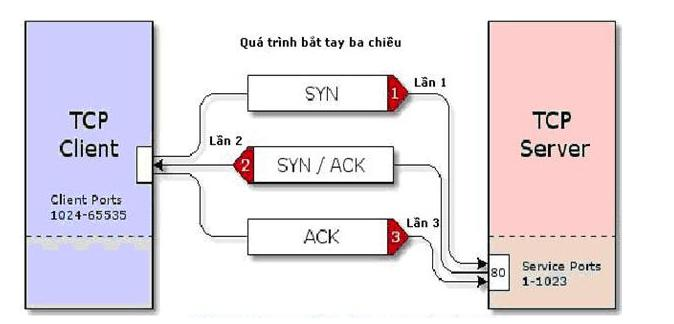 Quá trình bắt tay ba chiều
TCP
Client
Client Ports
1024-65535
SYN
1
Lần 1
Lần 2
2
SYN / ACK
ACK
3
Lần 3
TCP
Server
80
Service Ports
1-1023